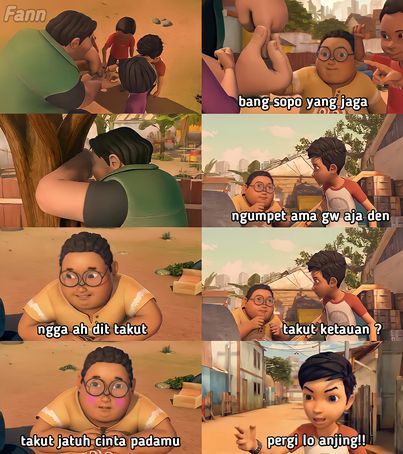 Fann
bang sopo yang jaga
ngumpet ama gw aja den
ngga ah dit takut
takut ketauan ?
takut jatuh cinta padamu
pergi lo anjing!!